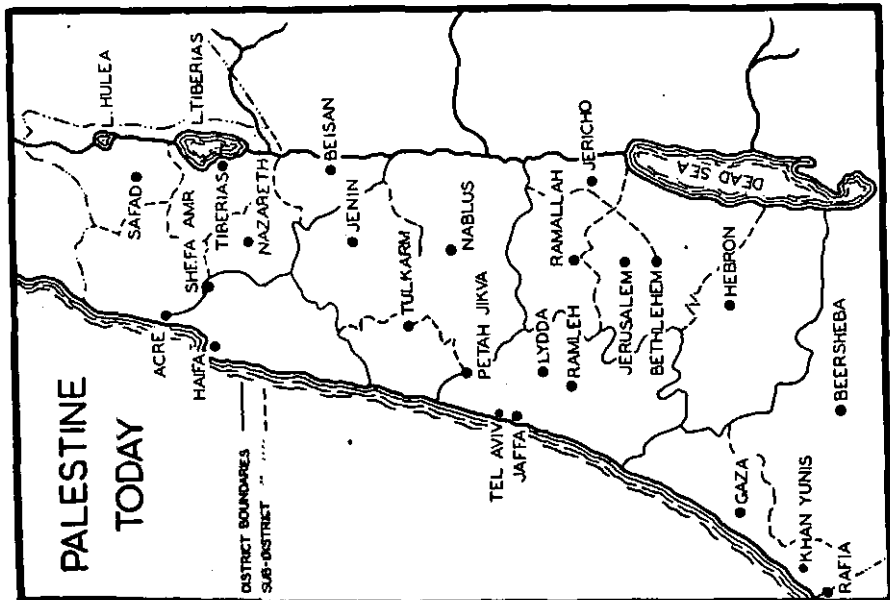 PALESTINE
TODAY
DISTRICT BOUNDARIES
SUB-DISTRICT " "
L. HULEA
L. TIBERIAS
SAFAD
SHEFA AMR
TIBERIAS
NAZARETH
ACRE
HAIFA
BEISAN
JENIN
TULKARM
NABLUS
PETAH JIKVA
TEL AVIV
JAFFA
LYDDA
RAMLEH
RAMALLAH
JERICHO
JERUSALEM
BETHLEHEM
DEAD SEA
HEBRON
BEERSHEBA
GAZA
KHAN YUNIS
RAFIA